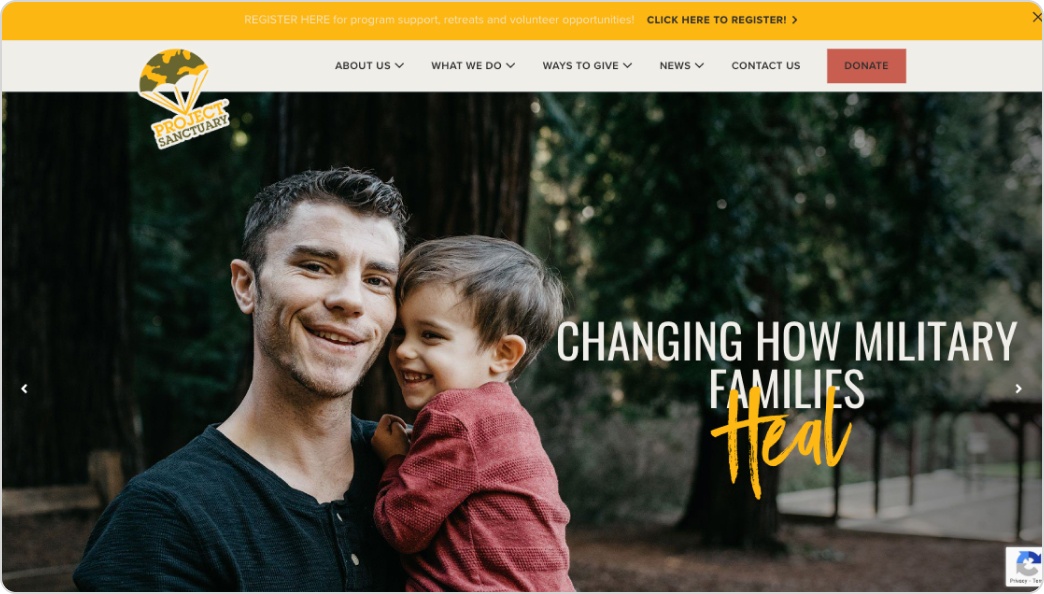 REGISTER HERE for program support, retreats and volunteer opportunities! CLICK HERE TO REGISTER!
PROJECT
SANCTUARY
ABOUT US WHAT WE DO WAYS TO GIVE NEWS CONTACT US DONATE
CHANGING HOW MILITARY
FAMILIES
Heal
Privacy